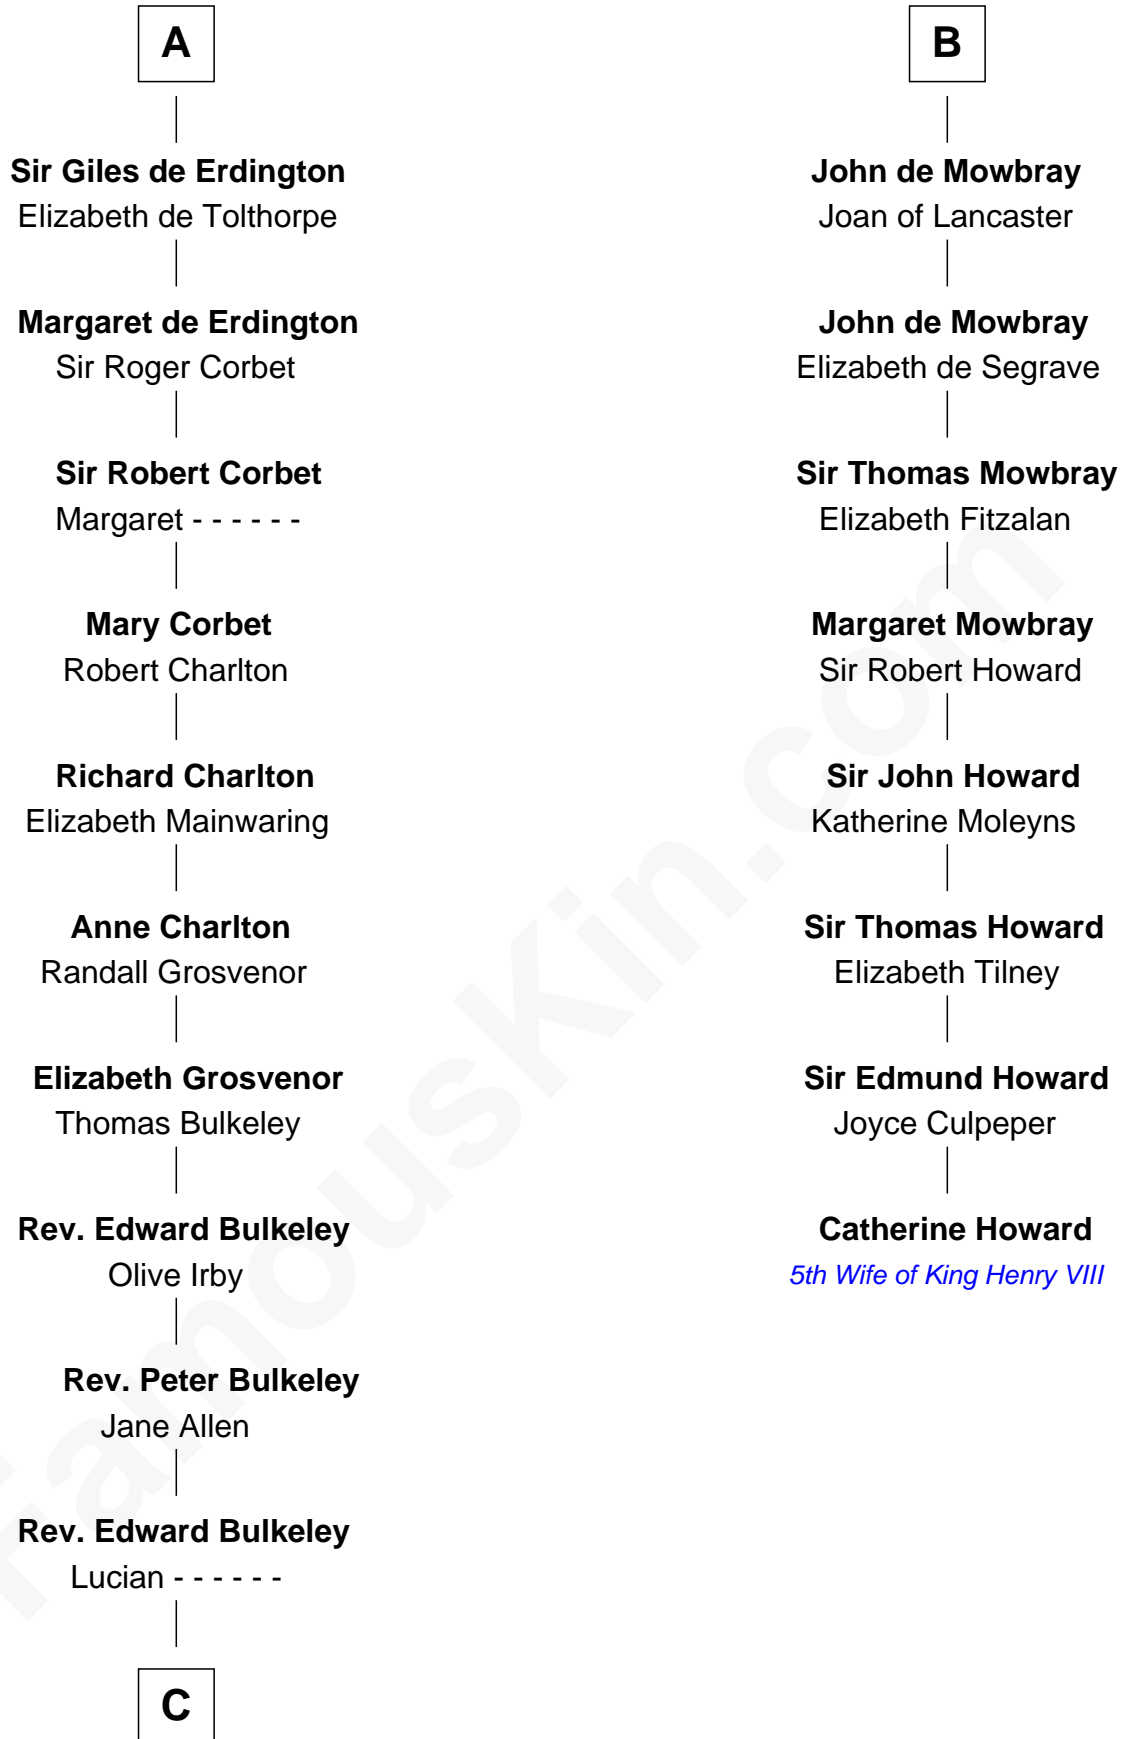 A
Sir Giles de Erdington
Elizabeth de Tolthorpe
Margaret de Erdington
Sir Roger Corbet
Sir Robert Corbet
Margaret - - - - - -
Mary Corbet
Robert Charlton
Richard Charlton
Elizabeth Mainwaring
Anne Charlton
Randall Grosvenor
Elizabeth Grosvenor
Thomas Bulkeley
Rev. Edward Bulkeley
Olive Irby
Rev. Peter Bulkeley
Jane Allen
Rev. Edward Bulkeley
Lucian - - - - - -
C
B
John de Mowbray
Joan of Lancaster
John de Mowbray
Elizabeth de Segrave
Sir Thomas Mowbray
Elizabeth Fitzalan
Margaret Mowbray
Sir Robert Howard
Sir John Howard
Katherine Moleyns
Sir Thomas Howard
Elizabeth Tilney
Sir Edmund Howard
Joyce Culpeper
Catherine Howard
5th Wife of King Henry VIII
FamousKin.com